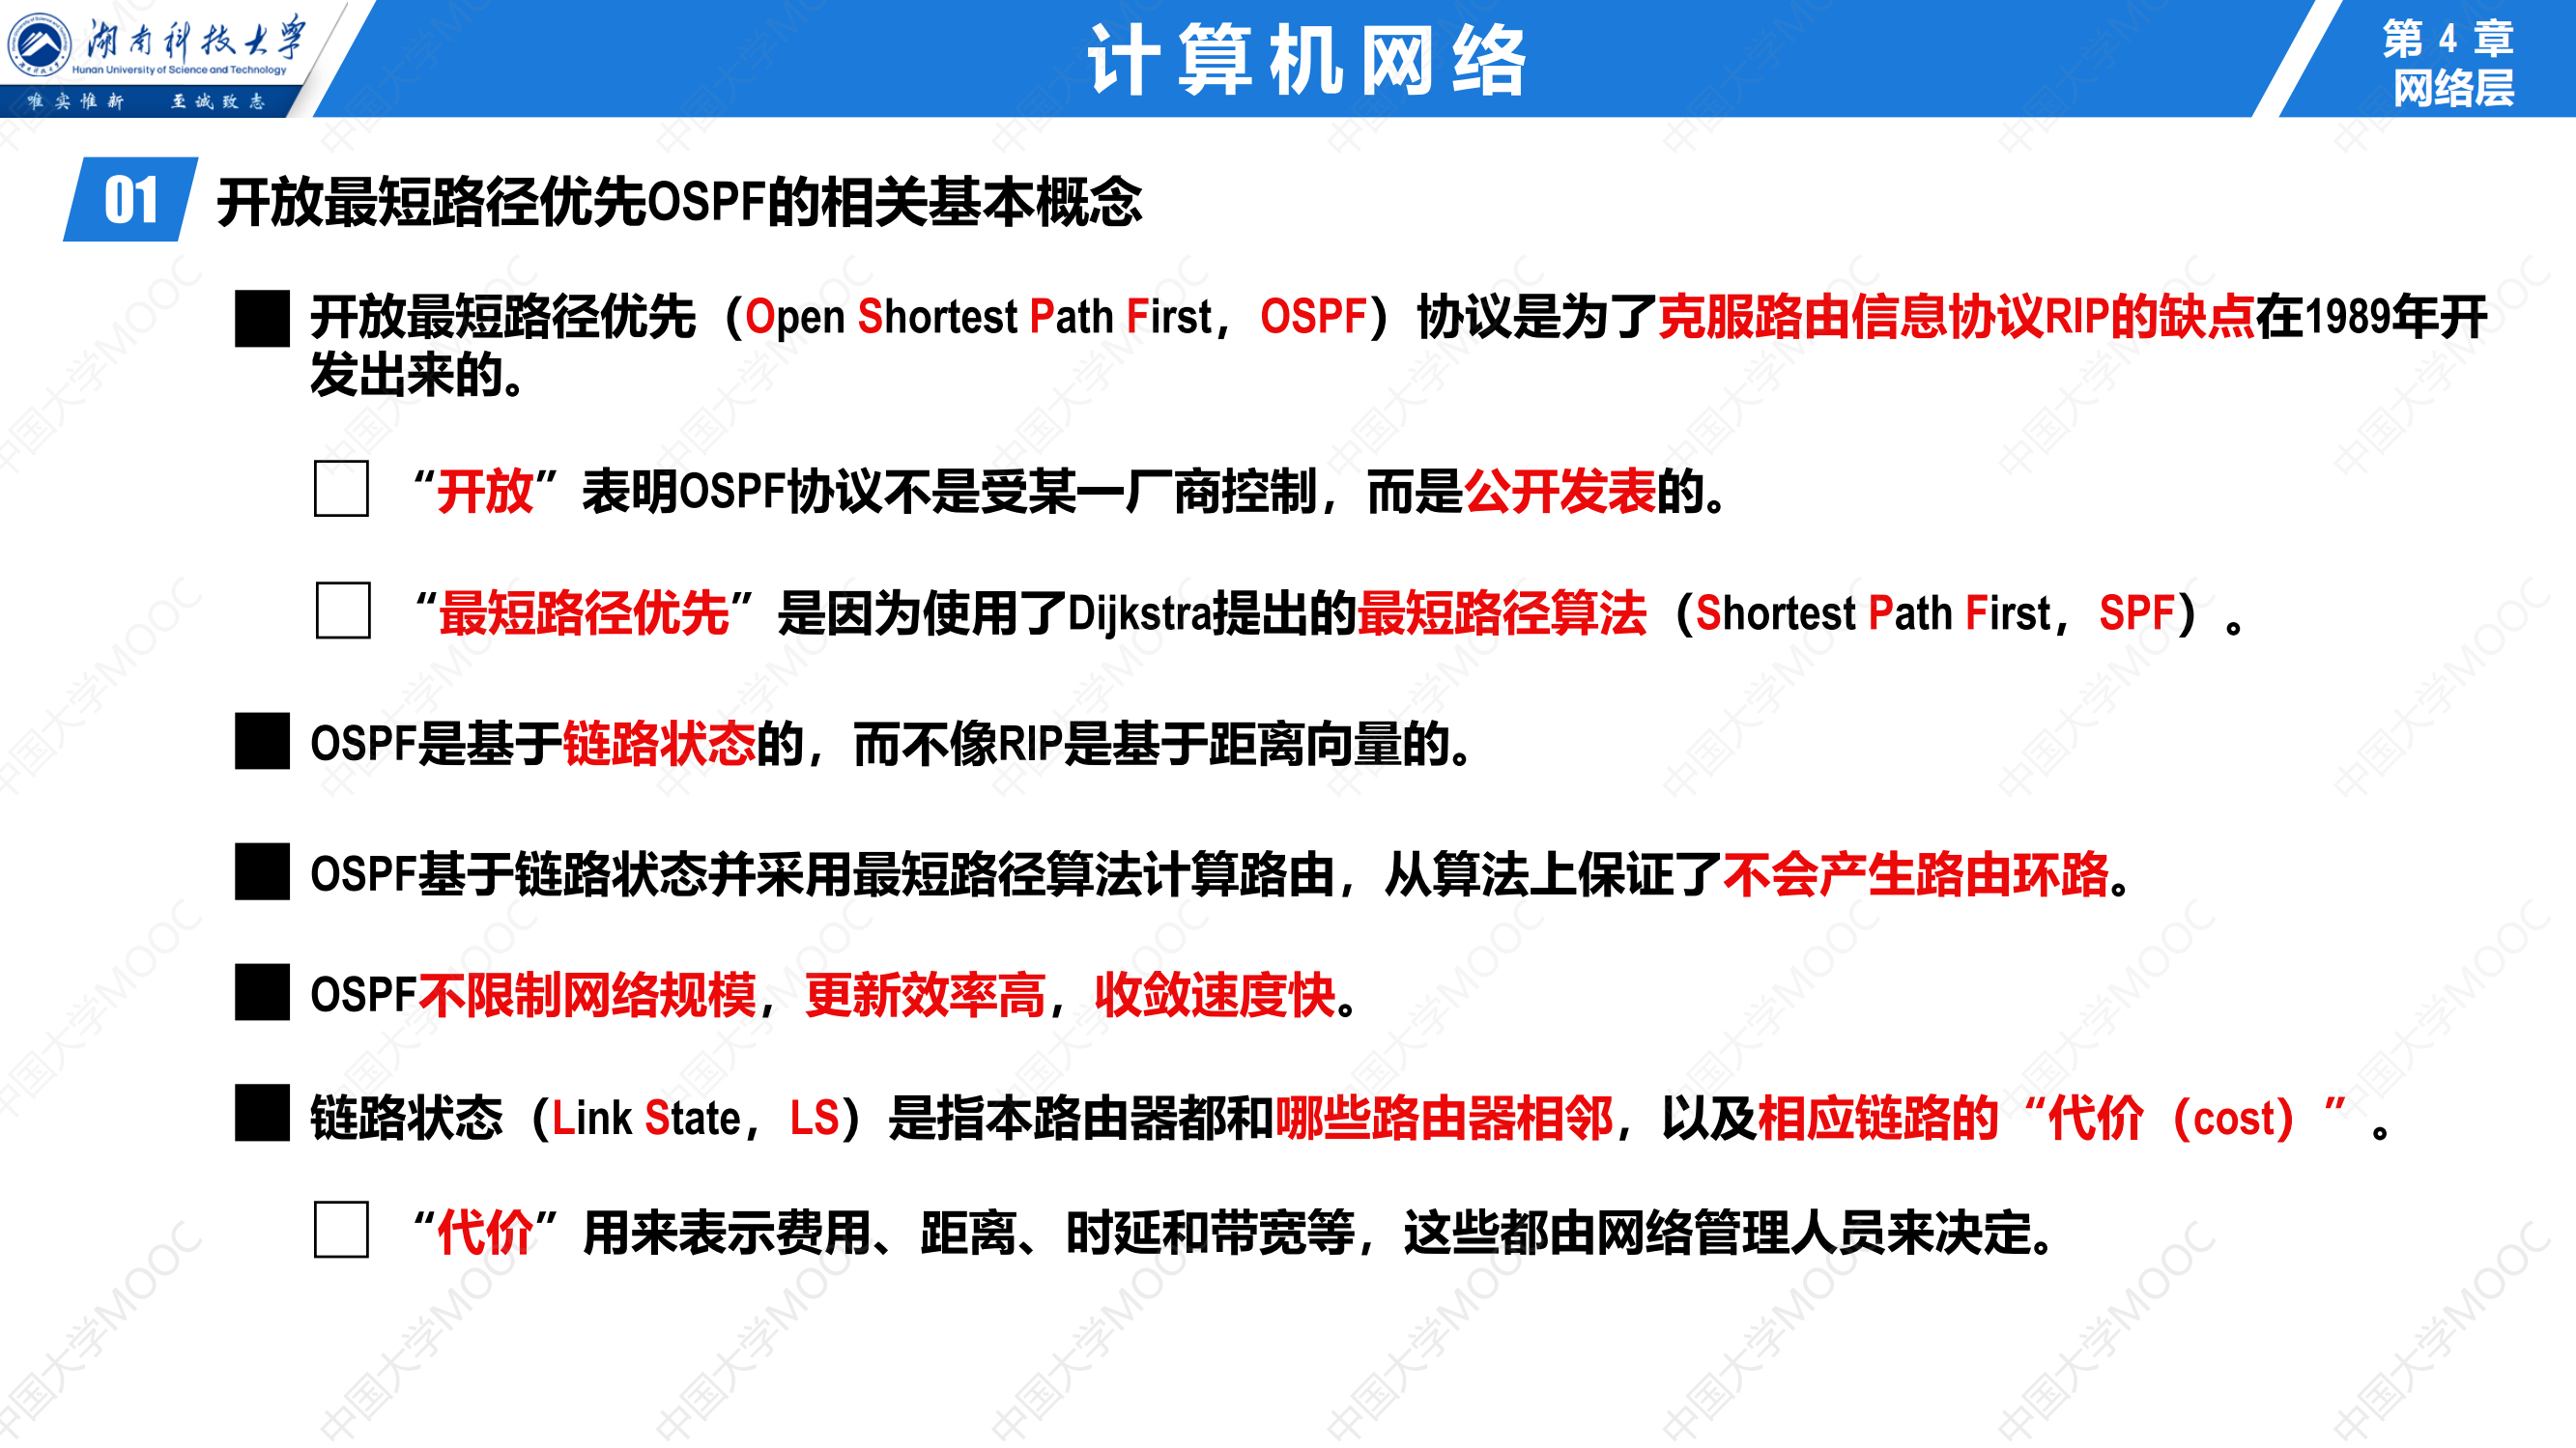 湖南科技大学
Hunan University of Science and Technology
唯实惟新 至诚致志
计算机网络
第 4 章
网络层
01 开放最短路径优先OSPF的相关基本概念
开放最短路径优先（Open Shortest Path First，OSPF）协议是为了克服路由信息协议RIP的缺点在1989年开
发出来的。
“开放”表明OSPF协议不是受某一厂商控制，而是公开发表的。
“最短路径优先”是因为使用了Dijkstra提出的最短路径算法（Shortest Path First，SPF）。
OSPF是基于链路状态的，而不像RIP是基于距离向量的。
OSPF基于链路状态并采用最短路径算法计算路由，从算法上保证了不会产生路由环路。
OSPF不限制网络规模，更新效率高，收敛速度快。
链路状态（Link State，LS）是指本路由器都和哪些路由器相邻，以及相应链路的“代价（cost）”。
“代价”用来表示费用、距离、时延和带宽等，这些都由网络管理人员来决定。
中国大学MOOC